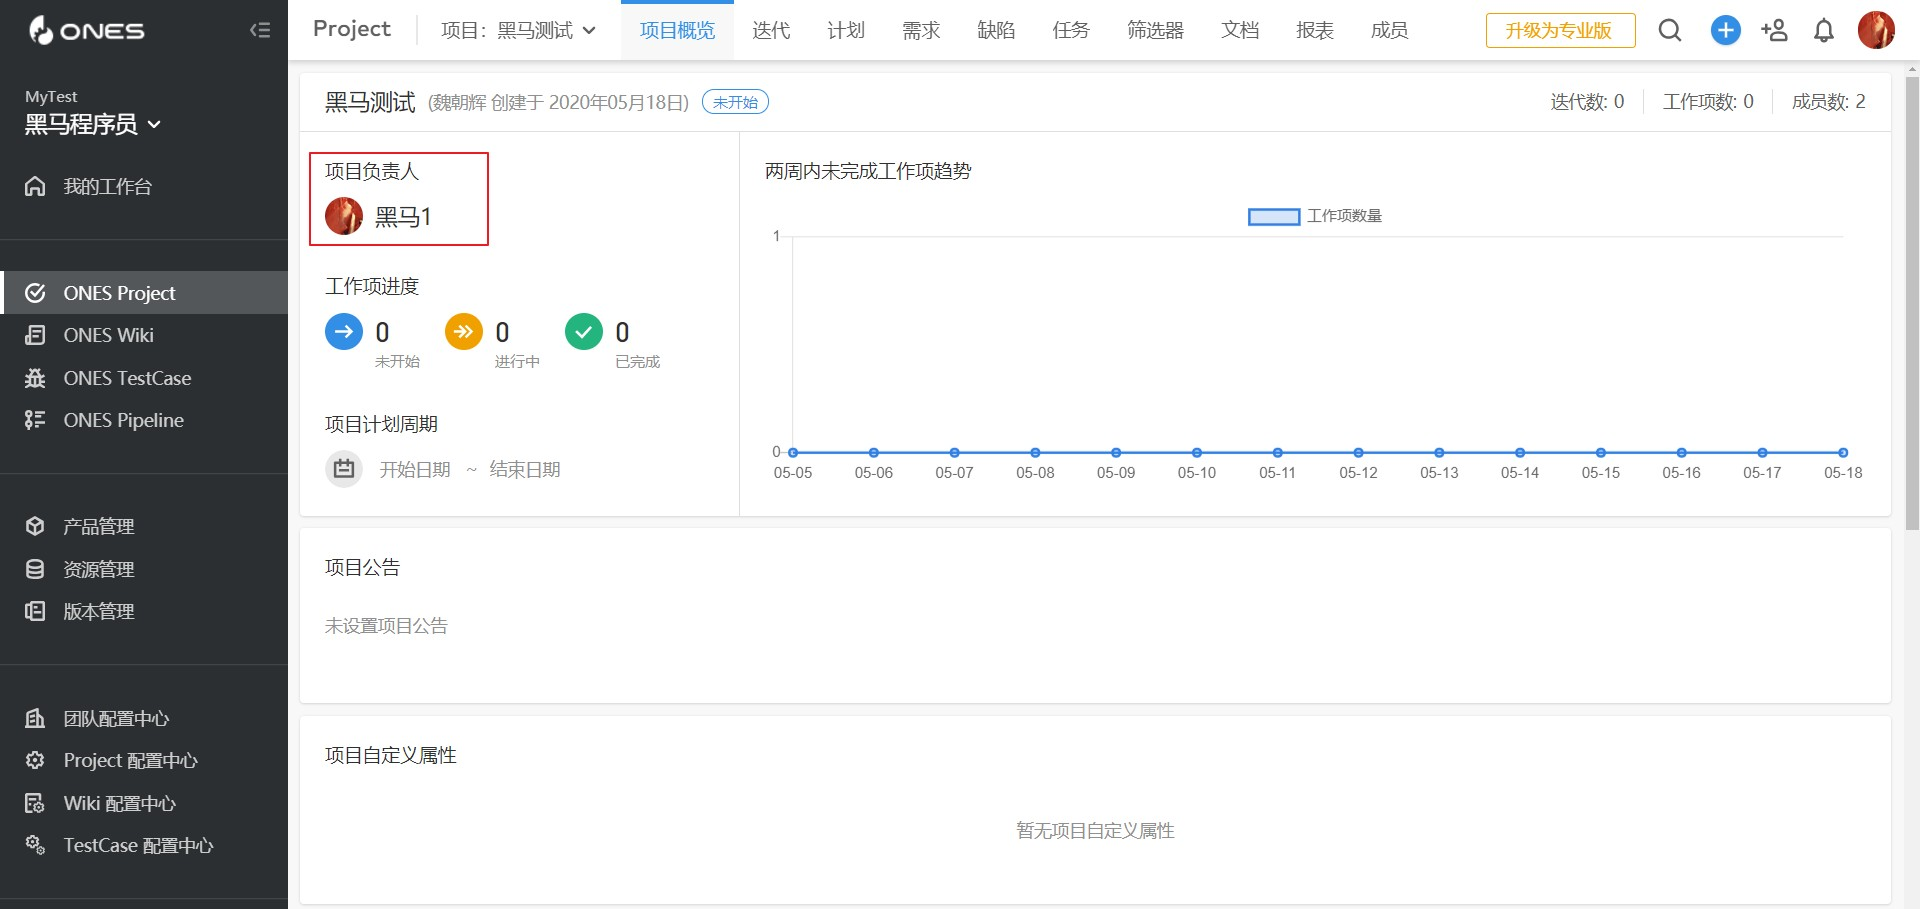 ONES
MyTest
黑马程序员
我的工作台
ONES Project
ONES Wiki
ONES TestCase
ONES Pipeline
产品管理
资源管理
版本管理
团队配置中心
Project 配置中心
Wiki 配置中心
TestCase 配置中心
Project 项目: 黑马测试 项目概览 迭代 计划 需求 缺陷 任务 筛选器 文档 报表 成员 升级为专业版
黑马测试 (魏朝辉 创建于 2020年05月18日) 未开始 迭代数: 0 工作项数: 0 成员数: 2
项目负责人
黑马1
工作项进度
0 0 0
未开始 进行中 已完成
项目计划周期
开始日期 ~ 结束日期
两周内未完成工作项趋势
工作项数量
1
0
05-05 05-06 05-07 05-08 05-09 05-10 05-11 05-12 05-13 05-14 05-15 05-16 05-17 05-18
项目公告
未设置项目公告
项目自定义属性
暂无项目自定义属性